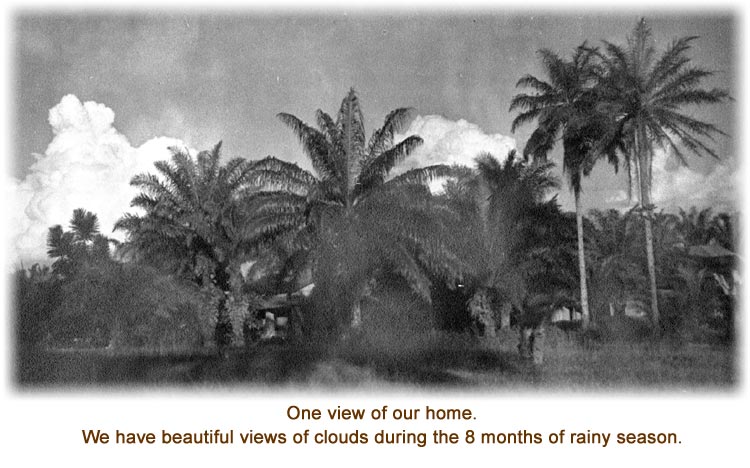 One view of our home.
We have beautiful views of clouds during the 8 months of rainy season.